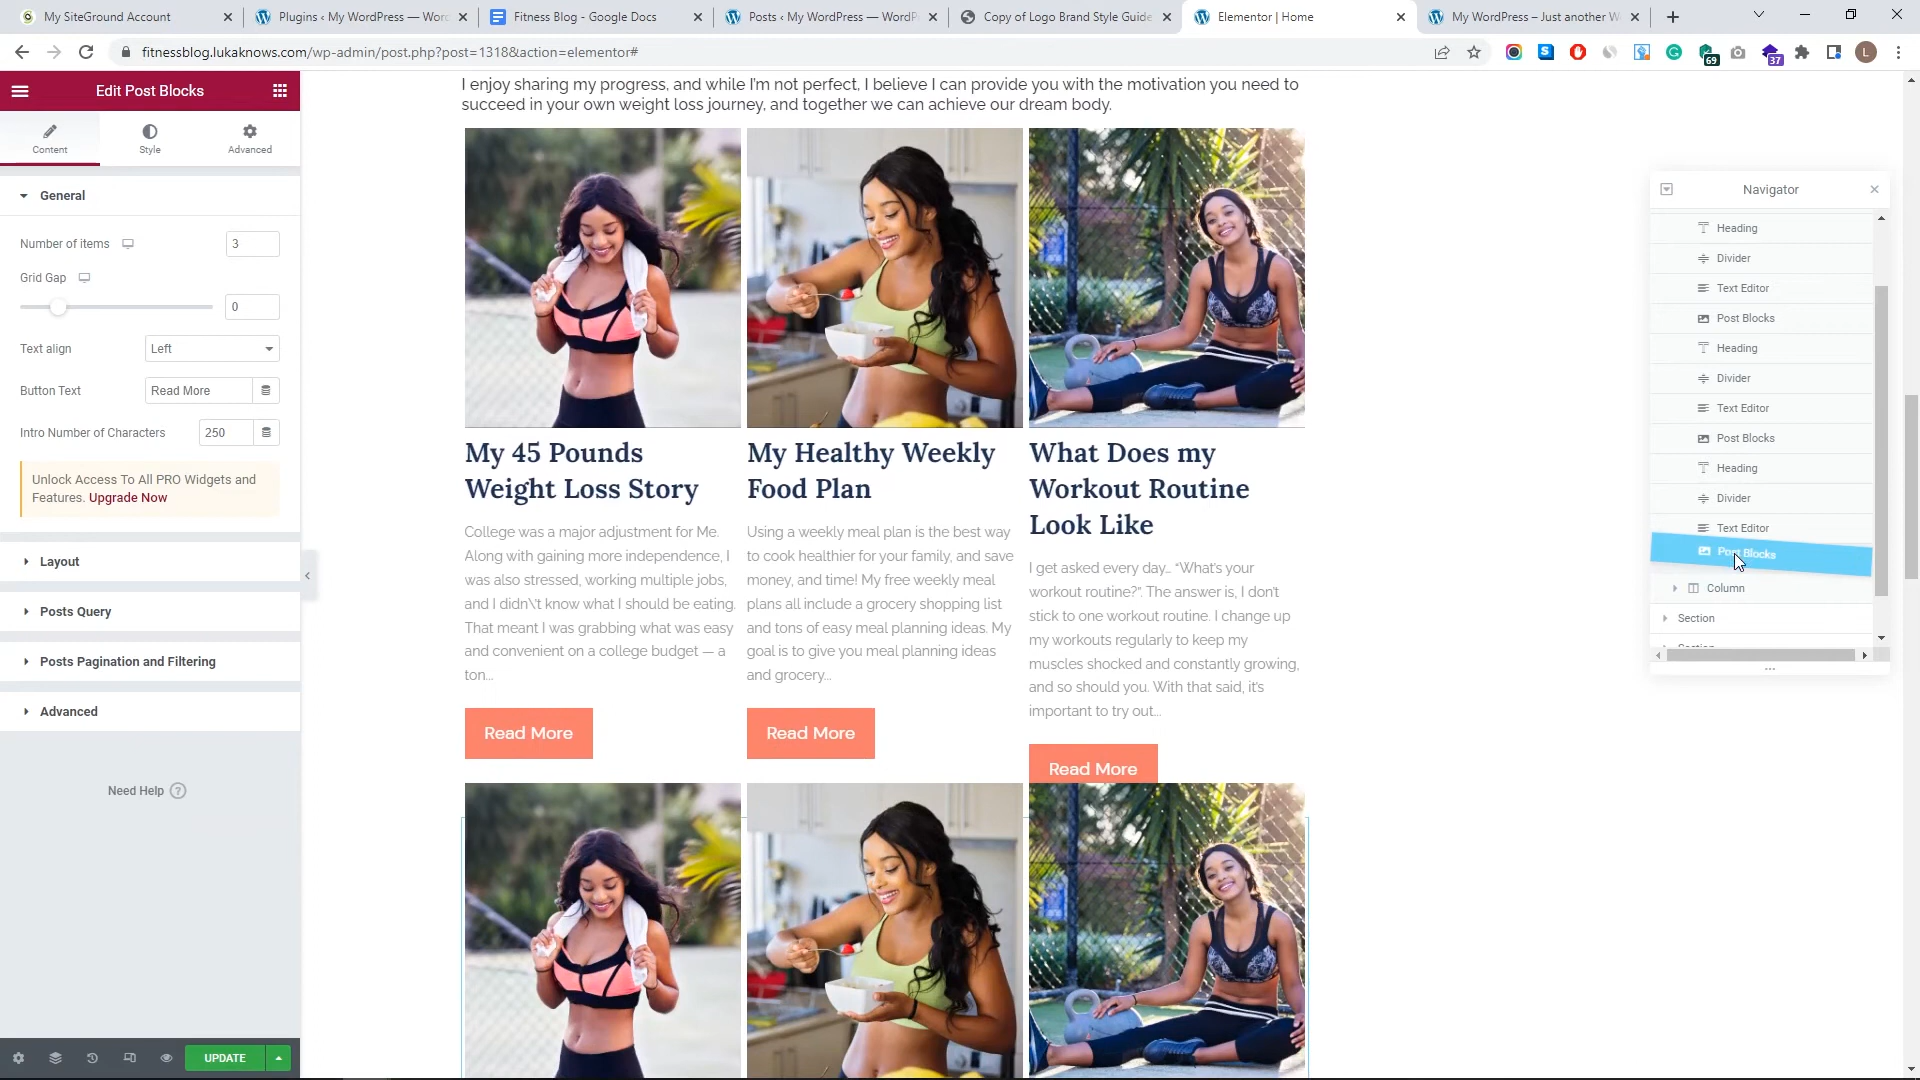 My SiteGround Account
Plugins ‹ My WordPress — Wor
Fitness Blog - Google Docs
Posts ‹ My WordPress — WordP
Copy of Logo Brand Style Guide
Elementor | Home
My WordPress – Just another W
fitnessblog.lukaknows.com/wp-admin/post.php?post=1318&action=elementor#
69
37
L
Edit Post Blocks
Content
Style
Advanced
General
Number of items
3
Grid Gap
0
Text align
Left
Button Text
Read More
Intro Number of Characters
250
Unlock Access To All PRO Widgets and
Features. Upgrade Now
Layout
Posts Query
Posts Pagination and Filtering
Advanced
Need Help ?
UPDATE
I enjoy sharing my progress, and while I'm not perfect, I believe I can provide you with the motivation you need to
succeed in your own weight loss journey, and together we can achieve our dream body.
My 45 Pounds
Weight Loss Story
College was a major adjustment for Me.
Along with gaining more independence, I
was also stressed, working multiple jobs,
and I didn\'t know what I should be eating.
That meant I was grabbing what was easy
and convenient on a college budget — a
ton...
Read More
My Healthy Weekly
Food Plan
Using a weekly meal plan is the best way
to cook healthier for your family, and save
money, and time! My free weekly meal
plans all include a grocery shopping list
and tons of easy meal planning ideas. My
goal is to give you meal planning ideas
and grocery...
Read More
What Does my
Workout Routine
Look Like
I get asked every day… “What's your
workout routine?”. The answer is, I don't
stick to one workout routine. I change up
my workouts regularly to keep my
muscles shocked and constantly growing,
and so should you. With that said, it's
important to try out...
Read More
Navigator
Heading
Divider
Text Editor
Post Blocks
Heading
Divider
Text Editor
Post Blocks
Heading
Divider
Text Editor
Post Blocks
Column
Section
Section